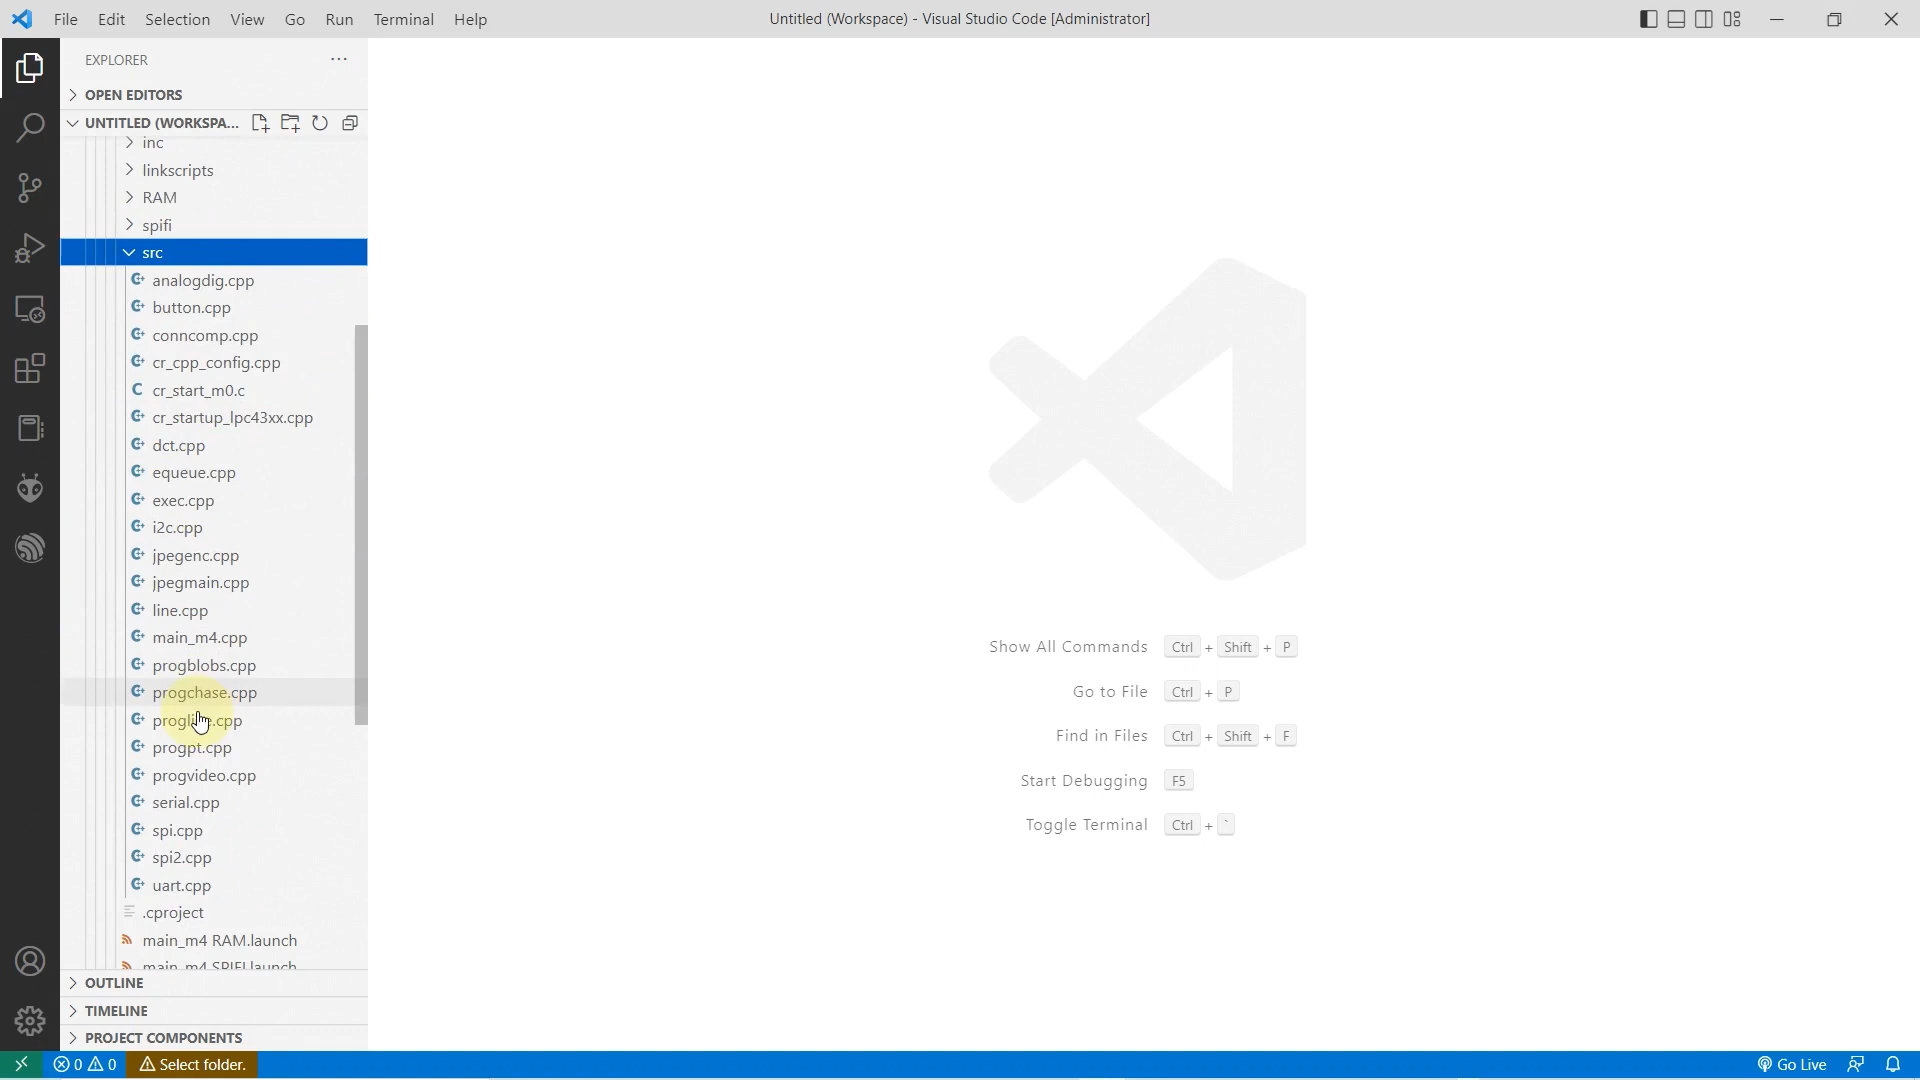 File Edit Selection View Go Run Terminal Help
Untitled (Workspace) - Visual Studio Code [Administrator]
EXPLORER
OPEN EDITORS
UNTITLED (WORKSPA...
inc
linkscripts
RAM
spifi
src
analogdig.cpp
button.cpp
conncomp.cpp
cr_cpp_config.cpp
C cr_start_m0.c
cr_startup_lpc43xx.cpp
dct.cpp
equeue.cpp
exec.cpp
i2c.cpp
jpegenc.cpp
jpegmain.cpp
line.cpp
main_m4.cpp
progblobs.cpp
progchase.cpp
progline.cpp
progpt.cpp
progvideo.cpp
serial.cpp
spi.cpp
spi2.cpp
uart.cpp
.cproject
main_m4 RAM.launch
main_m4 SPIFI.launch
OUTLINE
TIMELINE
PROJECT COMPONENTS
Show All Commands Ctrl + Shift + P
Go to File Ctrl + P
Find in Files Ctrl + Shift + F
Start Debugging F5
Toggle Terminal Ctrl + `
0 0 Select folder.
Go Live